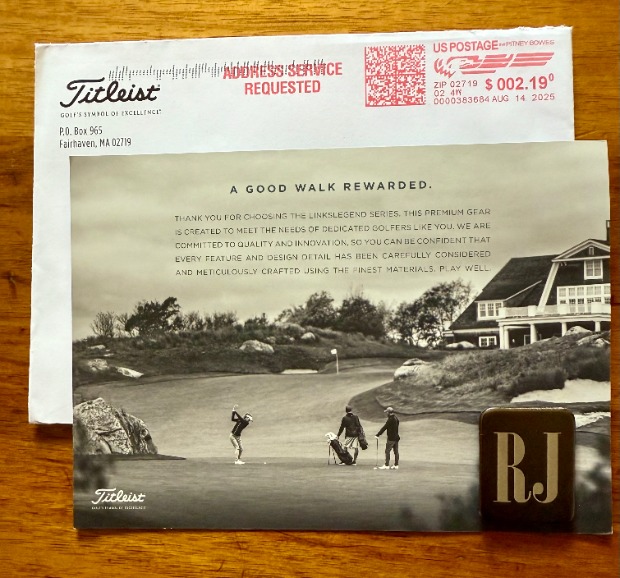 ADDRESS SERVICE
REQUESTED
US POSTAGE PITNEY BOWES
ZIP 02719
02 4W
$ 002.19⁰
0000383684 AUG 14 2025
Titleist
GOLF'S SYMBOL OF EXCELLENCE
P.O. Box 965
Fairhaven, MA 02719
A GOOD WALK REWARDED.
THANK YOU FOR CHOOSING THE LINKSLEGEND SERIES. THIS PREMIUM GEAR
IS CREATED TO MEET THE NEEDS OF DEDICATED GOLFERS LIKE YOU. WE ARE
COMMITTED TO QUALITY AND INNOVATION, SO YOU CAN BE CONFIDENT THAT
EVERY FEATURE AND DESIGN DETAIL HAS BEEN CAREFULLY CONSIDERED
AND METICULOUSLY CRAFTED USING THE FINEST MATERIALS. PLAY WELL.
RJ
Titleist